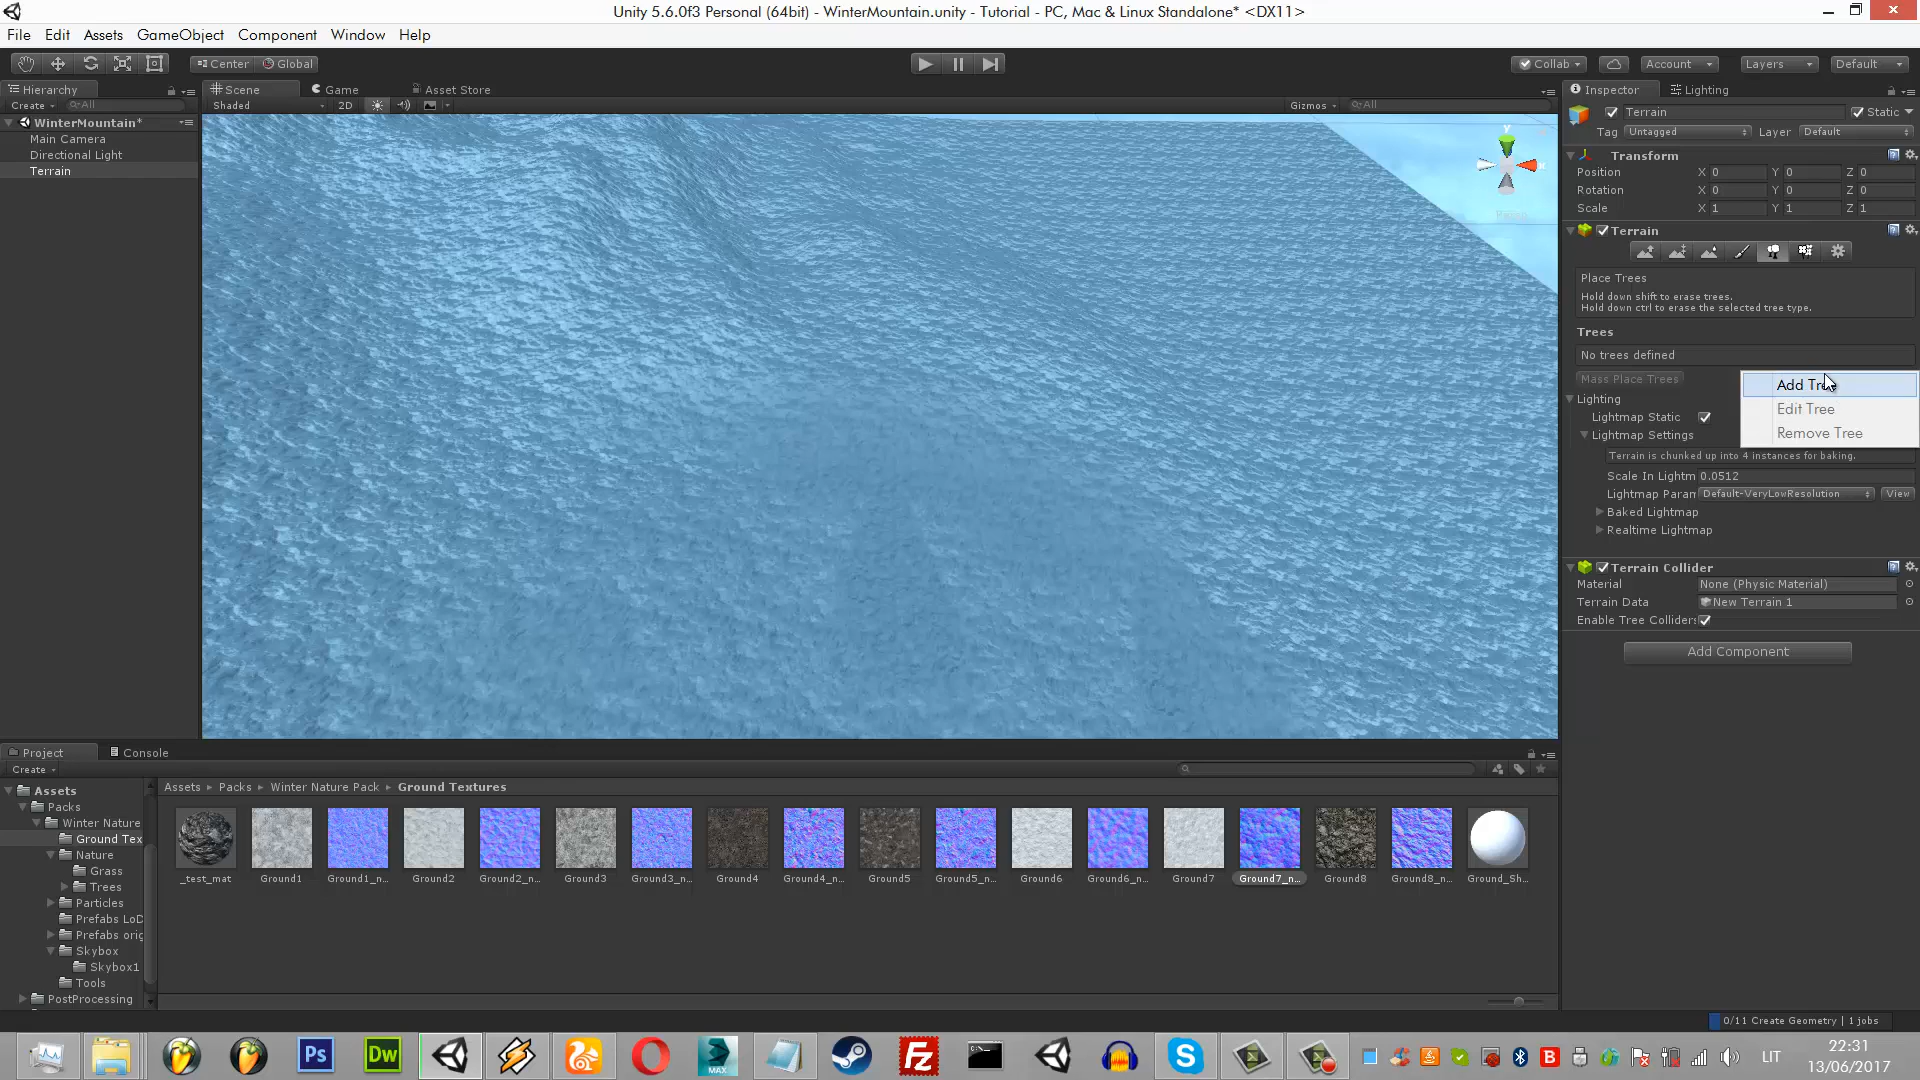 Unity 5.6.0f3 Personal (64bit) - WinterMountain.unity - Tutorial - PC, Mac & Linux Standalone* <DX11>
File Edit Assets GameObject Component Window Help
Center Global Collab Account Layers Default
Hierarchy Scene Game Asset Store Inspector Lighting
Create All Shaded 2D Gizmos All
WinterMountain*
Main Camera
Directional Light
Terrain
Y
X
Terrain Static
Tag Untagged Layer Default
Transform
Position X 0 Y 0 Z 0
Rotation X 0 Y 0 Z 0
Scale X 1 Y 1 Z 1
Terrain
Place Trees
Hold down shift to erase trees.
Hold down ctrl to erase the selected tree type.
Trees
No trees defined
Mass Place Trees
Add Tree
Edit Tree
Remove Tree
Lighting
Lightmap Static
Lightmap Settings
Terrain is chunked up into 4 instances for baking.
Scale In Lightm 0.0512
Lightmap Param Default-VeryLowResolution View
Baked Lightmap
Realtime Lightmap
Terrain Collider
Material None (Physic Material)
Terrain Data New Terrain 1
Enable Tree Colliders
Add Component
Project Console
Create
Assets
Packs
Winter Nature
Ground Tex
Nature
Grass
Trees
Particles
Prefabs LoD
Prefabs orig
Skybox
Skybox1
Tools
PostProcessing
Assets Packs Winter Nature Pack Ground Textures
_test_mat Ground1 Ground1_n... Ground2 Ground2_n... Ground3 Ground3_n... Ground4 Ground4_n... Ground5 Ground5_n... Ground6 Ground6_n... Ground7 Ground7_n... Ground8 Ground8_n... Ground_Sh...
0/11 Create Geometry | 1 jobs
Ps Dw MAX Fz S B LIT
22:31
13/06/2017